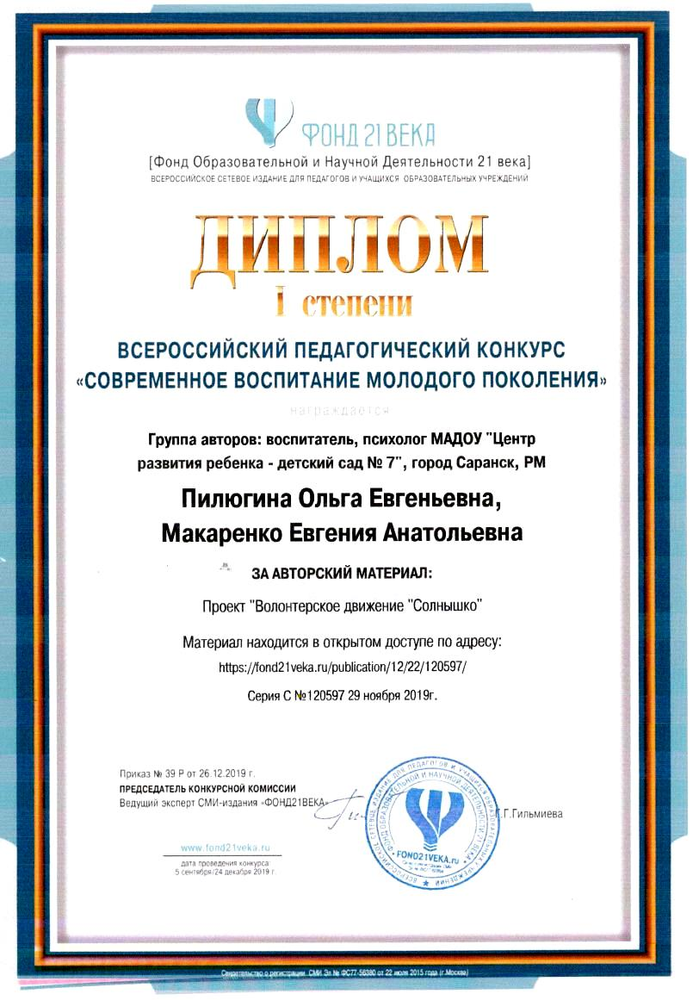 ФОНД 21 ВЕКА
[Фонд Образовательной и Научной Деятельности 21 века]
ВСЕРОССИЙСКОЕ СЕТЕВОЕ ИЗДАНИЕ ДЛЯ ПЕДАГОГОВ И УЧАЩИХСЯ ОБРАЗОВАТЕЛЬНЫХ УЧРЕЖДЕНИЙ
ДИПЛОМ
I степени
ВСЕРОССИЙСКИЙ ПЕДАГОГИЧЕСКИЙ КОНКУРС
«СОВРЕМЕННОЕ ВОСПИТАНИЕ МОЛОДОГО ПОКОЛЕНИЯ»
награждается
Группа авторов: воспитатель, психолог МАДОУ "Центр
развития ребенка - детский сад № 7", город Саранск, РМ
Пилюгина Ольга Евгеньевна,
Макаренко Евгения Анатольевна
ЗА АВТОРСКИЙ МАТЕРИАЛ:
Проект "Волонтерское движение "Солнышко"
Материал находится в открытом доступе по адресу:
https://fond21veka.ru/publication/12/22/120597/
Серия С №120597 29 ноября 2019г.
Приказ № 39 Р от 26.12.2019 г.
ПРЕДСЕДАТЕЛЬ КОНКУРСНОЙ КОМИССИИ
Ведущий эксперт СМИ-издания «ФОНД21ВЕКА»
Г.Г.Гильмиева
www.fond21veka.ru
дата проведения конкурса:
5 сентября/24 декабря 2019 г.
ВСЕРОССИЙСКОЕ СЕТЕВОЕ ИЗДАНИЕ ДЛЯ ПЕДАГОГОВ И УЧАЩИХСЯ ОБРАЗОВАТЕЛЬНЫХ УЧРЕЖДЕНИЙ
ФОНД ОБРАЗОВАТЕЛЬНОЙ И НАУЧНОЙ ДЕЯТЕЛЬНОСТИ 21 ВЕКА
FOND21VEKA.ru
Свидетельство о регистрации СМИ Эл № ФС77-56380 от 22 июля 2015 года (г.Москва)